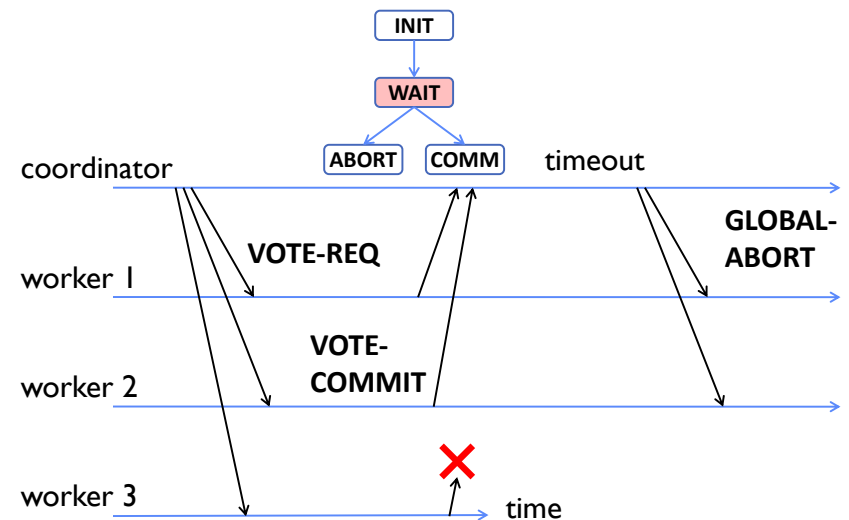 INIT
WAIT
ABORT
COMM
coordinator
timeout
GLOBAL-
ABORT
VOTE-REQ
worker 1
VOTE-
COMMIT
worker 2
worker 3
time